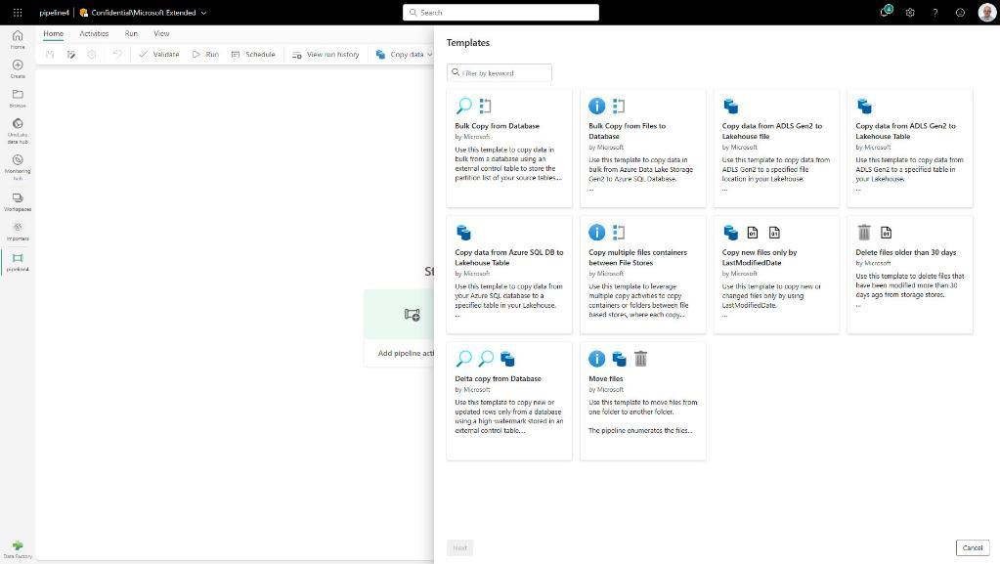 pipeline4
Confidential\Microsoft Extended
Search
4
Home
Create
Browse
OneLake
data hub
Monitoring
hub
Workspaces
Importers
pipeline4
Data Factory
Home
Activities
Run
View
Validate
Run
Schedule
View run history
Copy data
St
Add pipeline acti
Templates
Filter by keyword
Bulk Copy from Database
by Microsoft
Use this template to copy data in
bulk from a database using an
external control table to store the
partition list of your source tables....
Bulk Copy from Files to
Database
by Microsoft
Use this template to copy data in
bulk from Azure Data Lake Storage
Gen2 to Azure SQL Database.
...
Copy data from ADLS Gen2 to
Lakehouse file
by Microsoft
Use this template to copy data from
ADLS Gen2 to a specified file
location in your Lakehouse.
...
Copy data from ADLS Gen2 to
Lakehouse Table
by Microsoft
Use this template to copy data from
ADLS Gen2 to a specified table in
your Lakehouse.
...
Copy data from Azure SQL DB to
Lakehouse Table
by Microsoft
Use this template to copy data from
your Azure SQL database to a
specified table in your Lakehouse.
...
Copy multiple files containers
between File Stores
by Microsoft
Use this template to leverage
multiple copy activities to copy
containers or folders between file
based stores, where each copy...
Copy new files only by
LastModifiedDate
by Microsoft
Use this template to copy new or
changed files only by using
LastModifiedDate.
...
Delete files older than 30 days
by Microsoft
Use this template to delete files that
have been modified more than 30
days ago from storage stores.
...
Delta copy from Database
by Microsoft
Use this template to copy new or
updated rows only from a database
using a high-watermark stored in an
external control table....
Move files
by Microsoft
Use this template to move files from
one folder to another folder.
The pipeline enumerates the files...
Next
Cancel